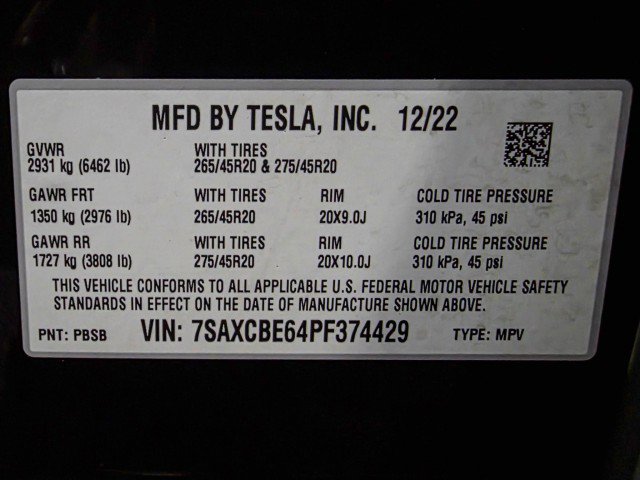 MFD BY TESLA, INC. 12/22
GVWR WITH TIRES
2931 kg (6462 lb) 265/45R20 & 275/45R20
GAWR FRT WITH TIRES RIM COLD TIRE PRESSURE
1350 kg (2976 lb) 265/45R20 20X9.0J 310 kPa, 45 psi
GAWR RR WITH TIRES RIM COLD TIRE PRESSURE
1727 kg (3808 lb) 275/45R20 20X10.0J 310 kPa, 45 psi
THIS VEHICLE CONFORMS TO ALL APPLICABLE U.S. FEDERAL MOTOR VEHICLE SAFETY
STANDARDS IN EFFECT ON THE DATE OF MANUFACTURE SHOWN ABOVE.
PNT: PBSB VIN: 7SAXCBE64PF374429 TYPE: MPV